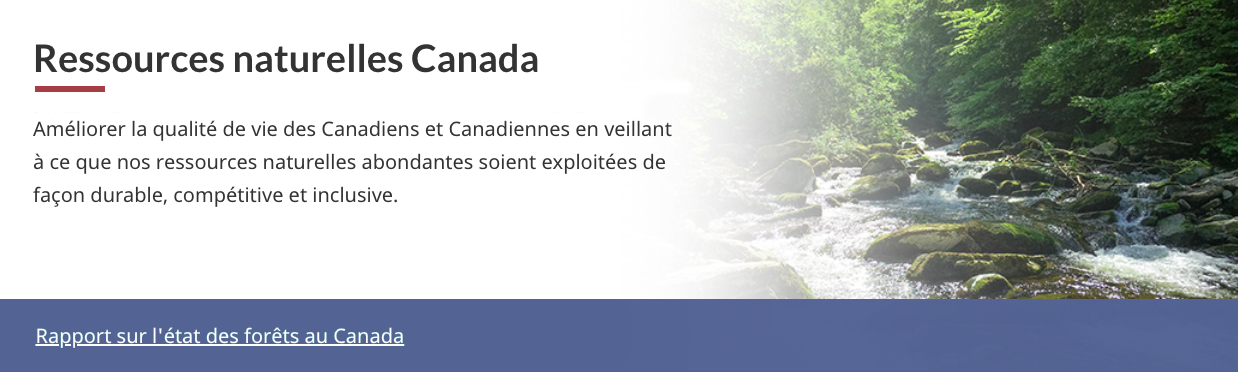 Ressources naturelles Canada
Améliorer la qualité de vie des Canadiens et Canadiennes en veillant
à ce que nos ressources naturelles abondantes soient exploitées de
façon durable, compétitive et inclusive.
Rapport sur l'état des forêts au Canada